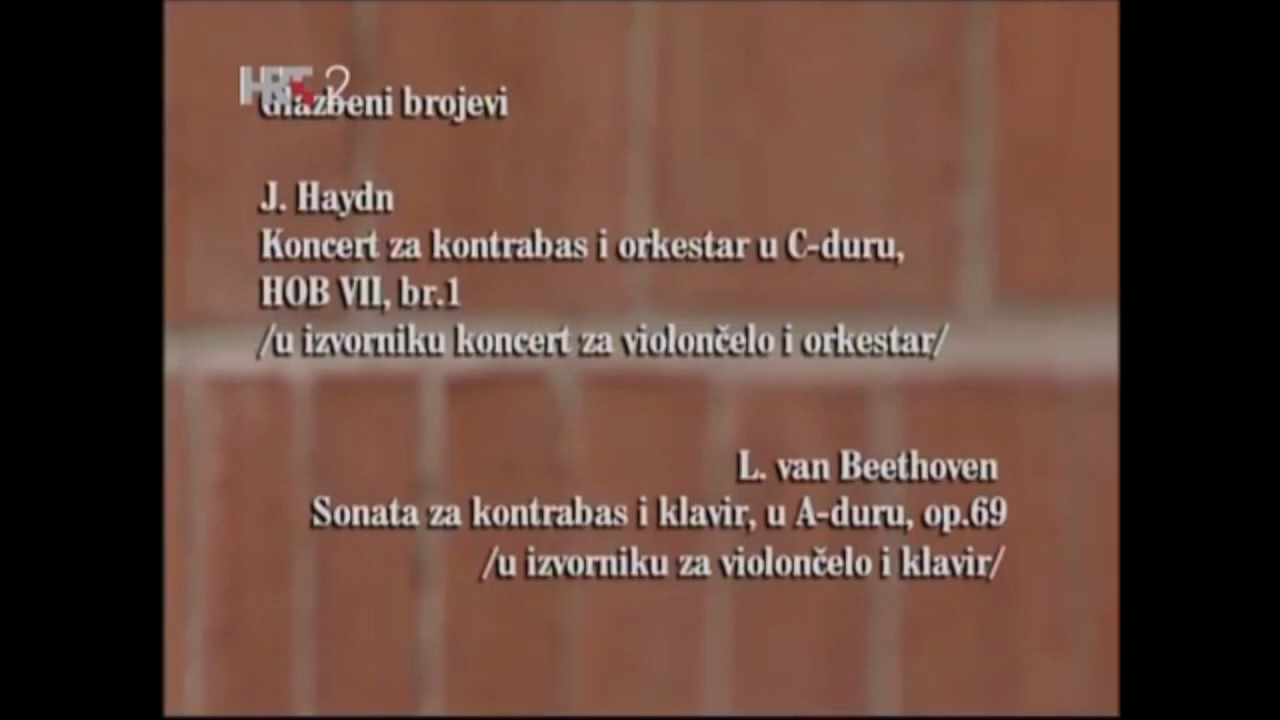 HRT 2
Glazbeni brojevi
J. Haydn
Koncert za kontrabas i orkestar u C-duru,
HOB VII, br.1
/u izvorniku koncert za violončelo i orkestar/
L. van Beethoven
Sonata za kontrabas i klavir, u A-duru, op.69
/u izvorniku za violončelo i klavir/